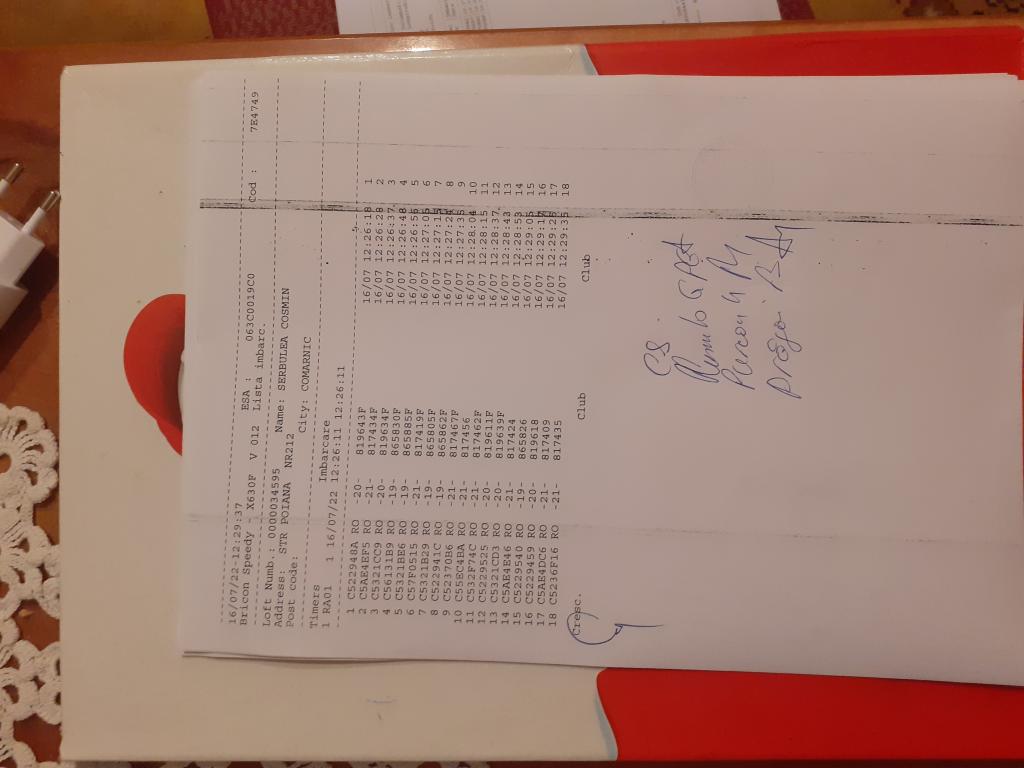 16/07/22-12:29:37
Bricon Speedy - X630F V 012 ESA : 063C0019C0
Lista imbarc. Cod : 7E4749
Loft Numb.: 0000034595
Address: STR POIANA NR212 Name: SERBULEA COSMIN
Post code: City: COMARNIC
Timers Imbarcare
1 RA01 1 16/07/22 12:26:11 12:26:11
1 C522948A RO -20- 819643F 16/07 12:26:18 1
2 C5AE4EF5 RO -21- 817434F 16/07 12:26:28 2
3 C5321CC9 RO -20- 819634F 16/07 12:26:37 3
4 C56131B9 RO -19- 865830F 16/07 12:26:48 4
5 C5321BE6 RO -19- 865885F 16/07 12:26:56 5
6 C57F0515 RO -21- 817419F 16/07 12:27:05 6
7 C5321B29 RO -19- 865805F 16/07 12:27:15 7
8 C522941C RO -19- 865862F 16/07 12:27:24 8
9 C52370B6 RO -21- 817467F 16/07 12:27:35 9
10 C55EC4BA RO -21- 817456 16/07 12:28:04 10
11 C532F74C RO -21- 817462F 16/07 12:28:15 11
12 C5229525 RO -20- 819611F 16/07 12:28:37 12
13 C5321CD3 RO -20- 819639F 16/07 12:28:43 13
14 C5AE4E46 RO -21- 817424 16/07 12:28:53 14
15 C5229540 RO -19- 865826 16/07 12:29:05 15
16 C5229459 RO -20- 819618 16/07 12:29:17 16
17 C5AE4DC6 RO -21- 817409 16/07 12:29:26 17
18 C5236F16 RO -21- 817435 16/07 12:29:35 18
Cresc. Club Club
CS